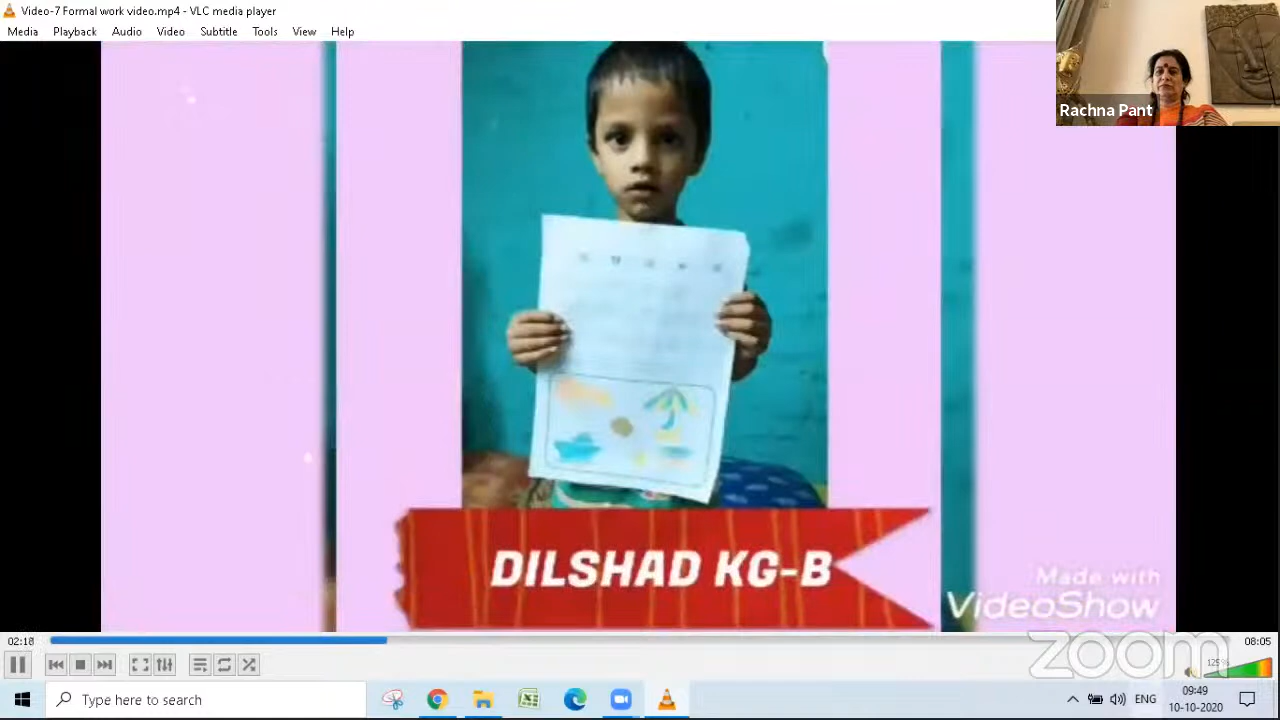 Video-7 Formal work video.mp4 - VLC media player
Media Playback Audio Video Subtitle Tools View Help
Rachna Pant
DILSHAD KG-B
Made with
VideoShow
02:18
08:05
zoom
125%
Type here to search
ENG
09:49
10-10-2020